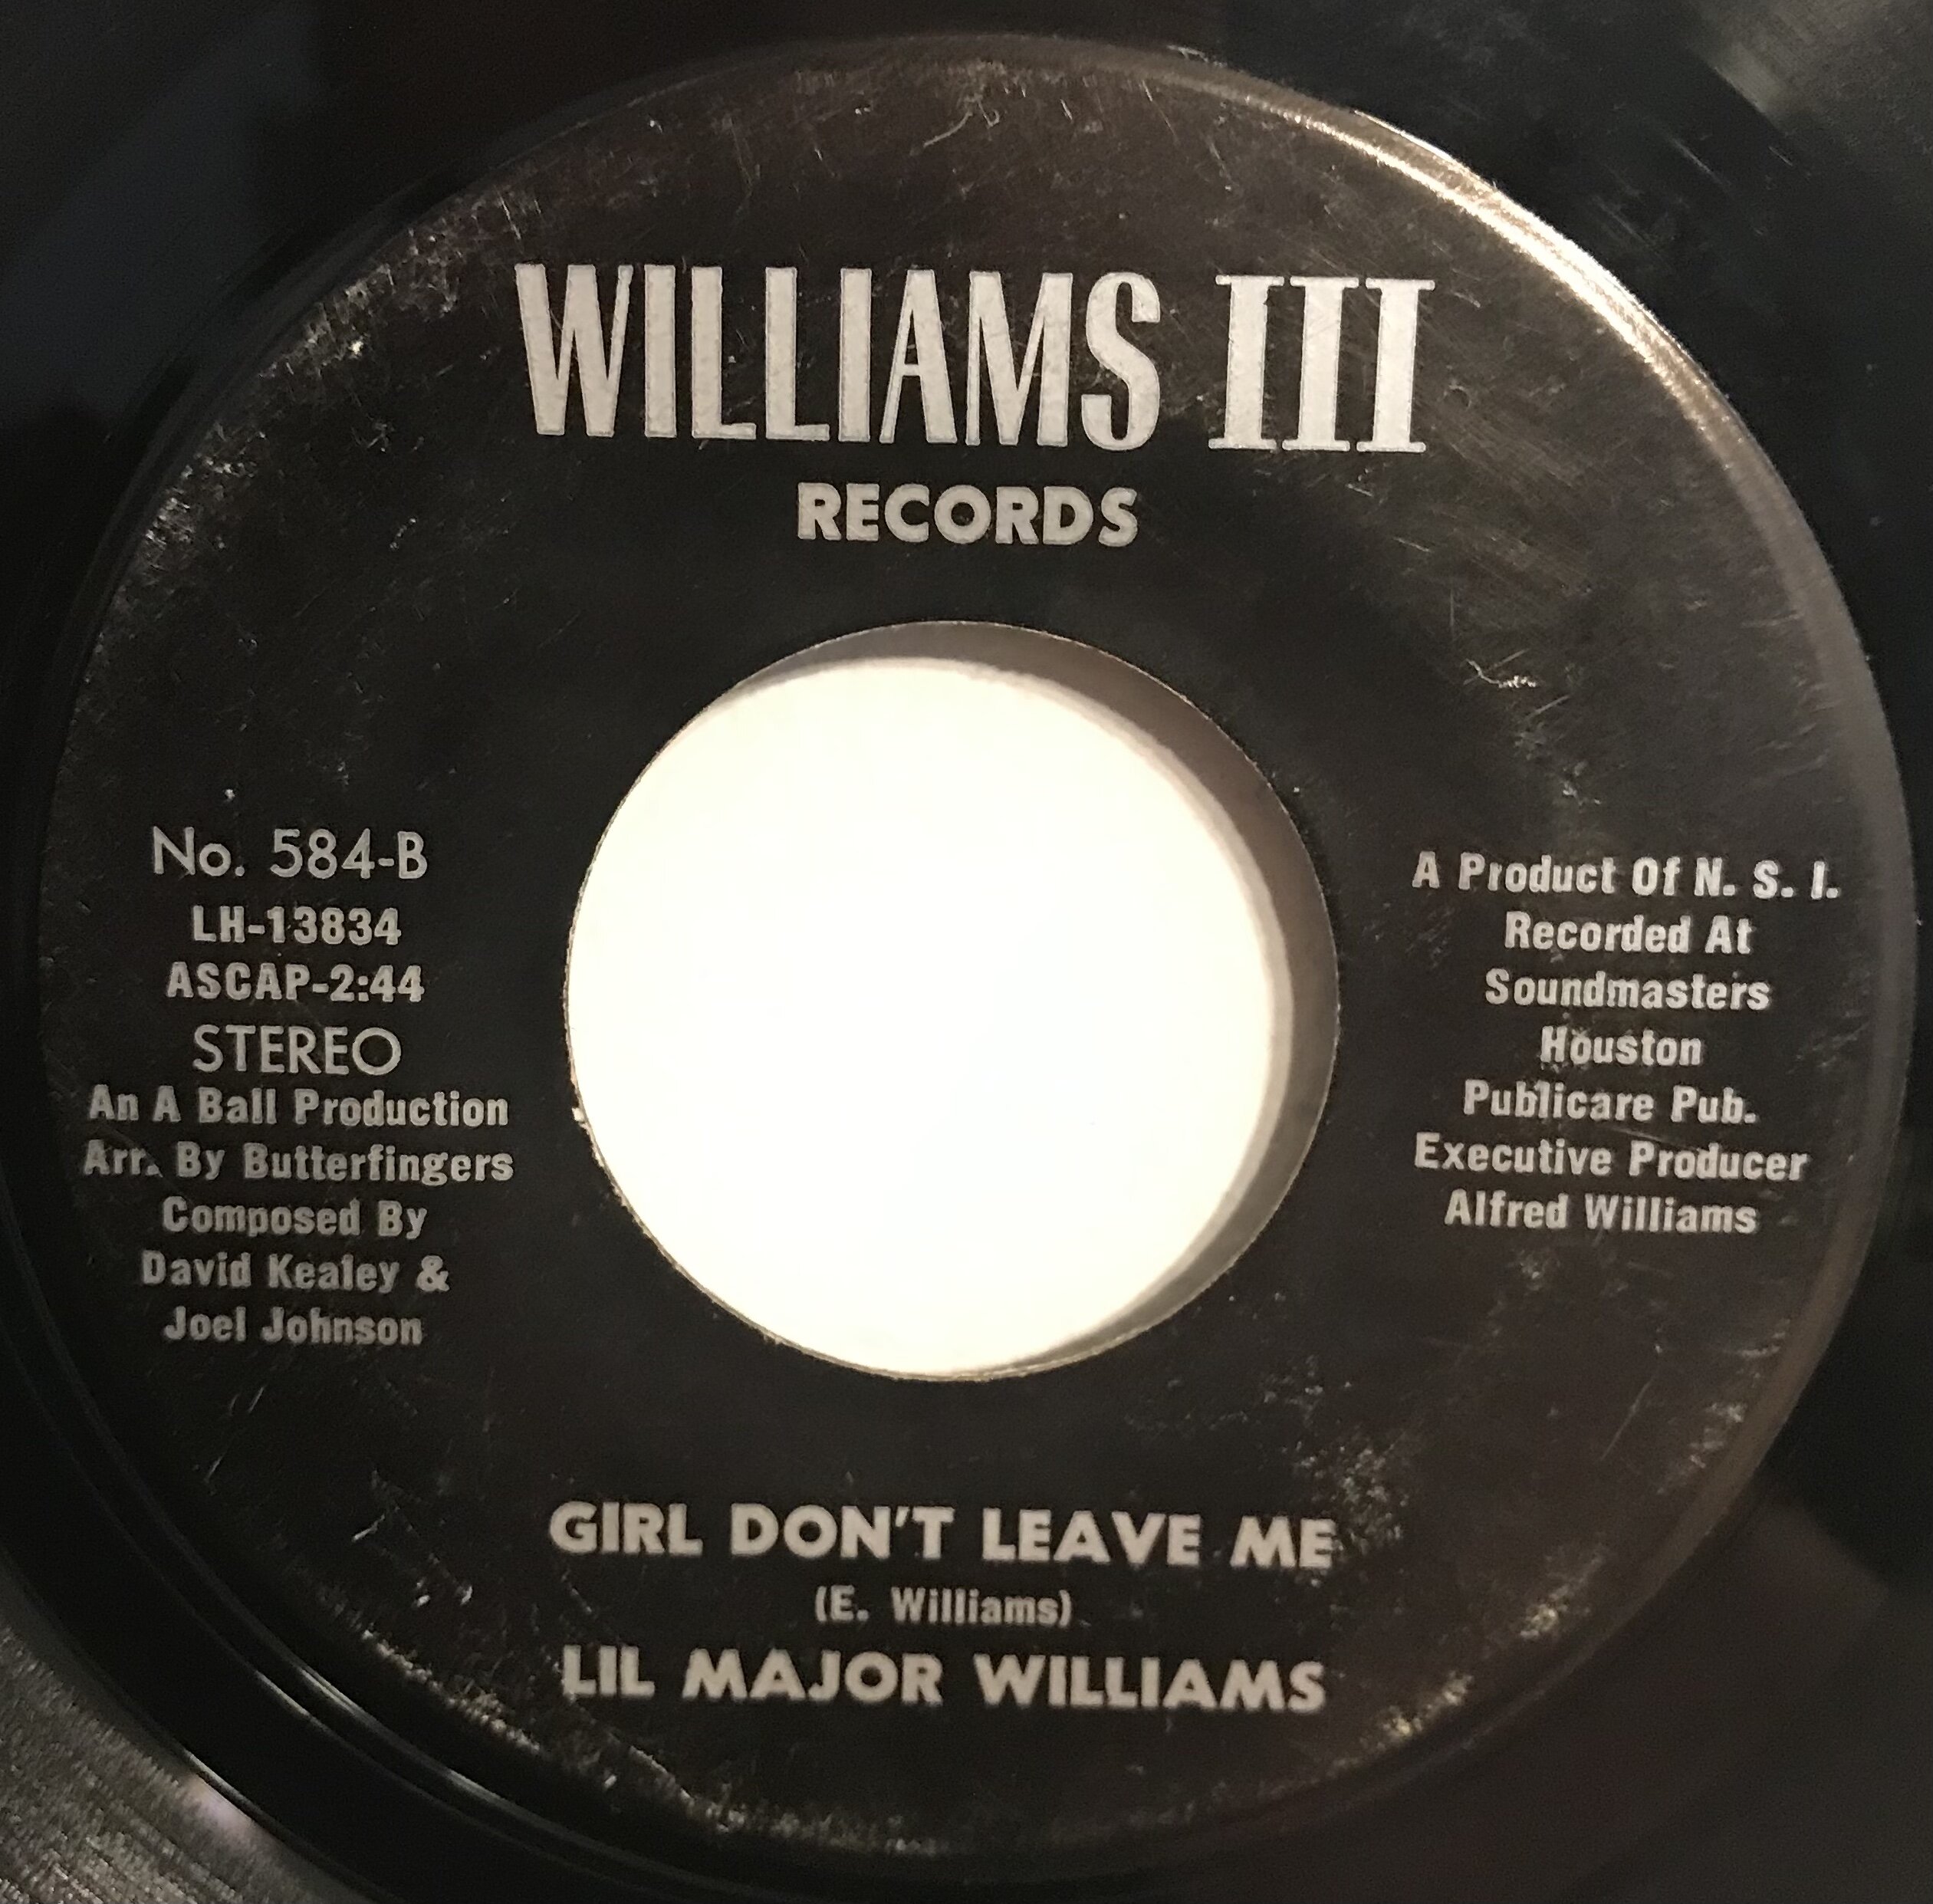 WILLIAMS III
RECORDS
No. 584-B
LH-13834
ASCAP-2:44
STEREO
An A Ball Production
Arr. By Butterfingers
Composed By
David Kealey &
Joel Johnson
A Product Of N. S. I.
Recorded At
Soundmasters
Houston
Publicare Pub.
Executive Producer
Alfred Williams
GIRL DON'T LEAVE ME
(E. Williams)
LIL MAJOR WILLIAMS